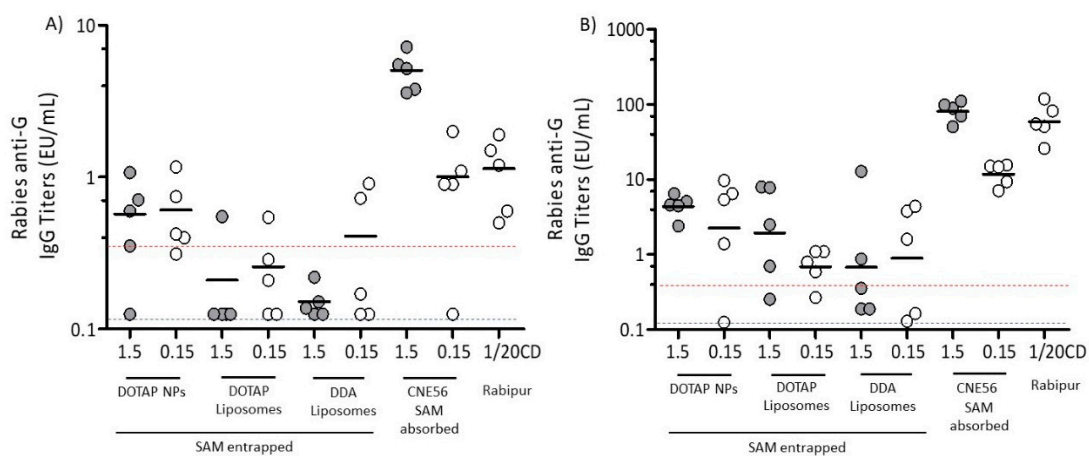 A)
Rabies anti-G
IgG Titers (EU/mL)
10
1
0.1
1.5 0.15 1.5 0.15 1.5 0.15 1.5 0.15 1/20CD
DOTAP NPs DOTAP Liposomes DDA Liposomes CNE56 SAM absorbed Rabipur
SAM entrapped
B)
Rabies anti-G
IgG Titers (EU/mL)
1000
100
10
1
0.1
1.5 0.15 1.5 0.15 1.5 0.15 1.5 0.15 1/20CD
DOTAP NPs DOTAP Liposomes DDA Liposomes CNE56 SAM absorbed Rabipur
SAM entrapped